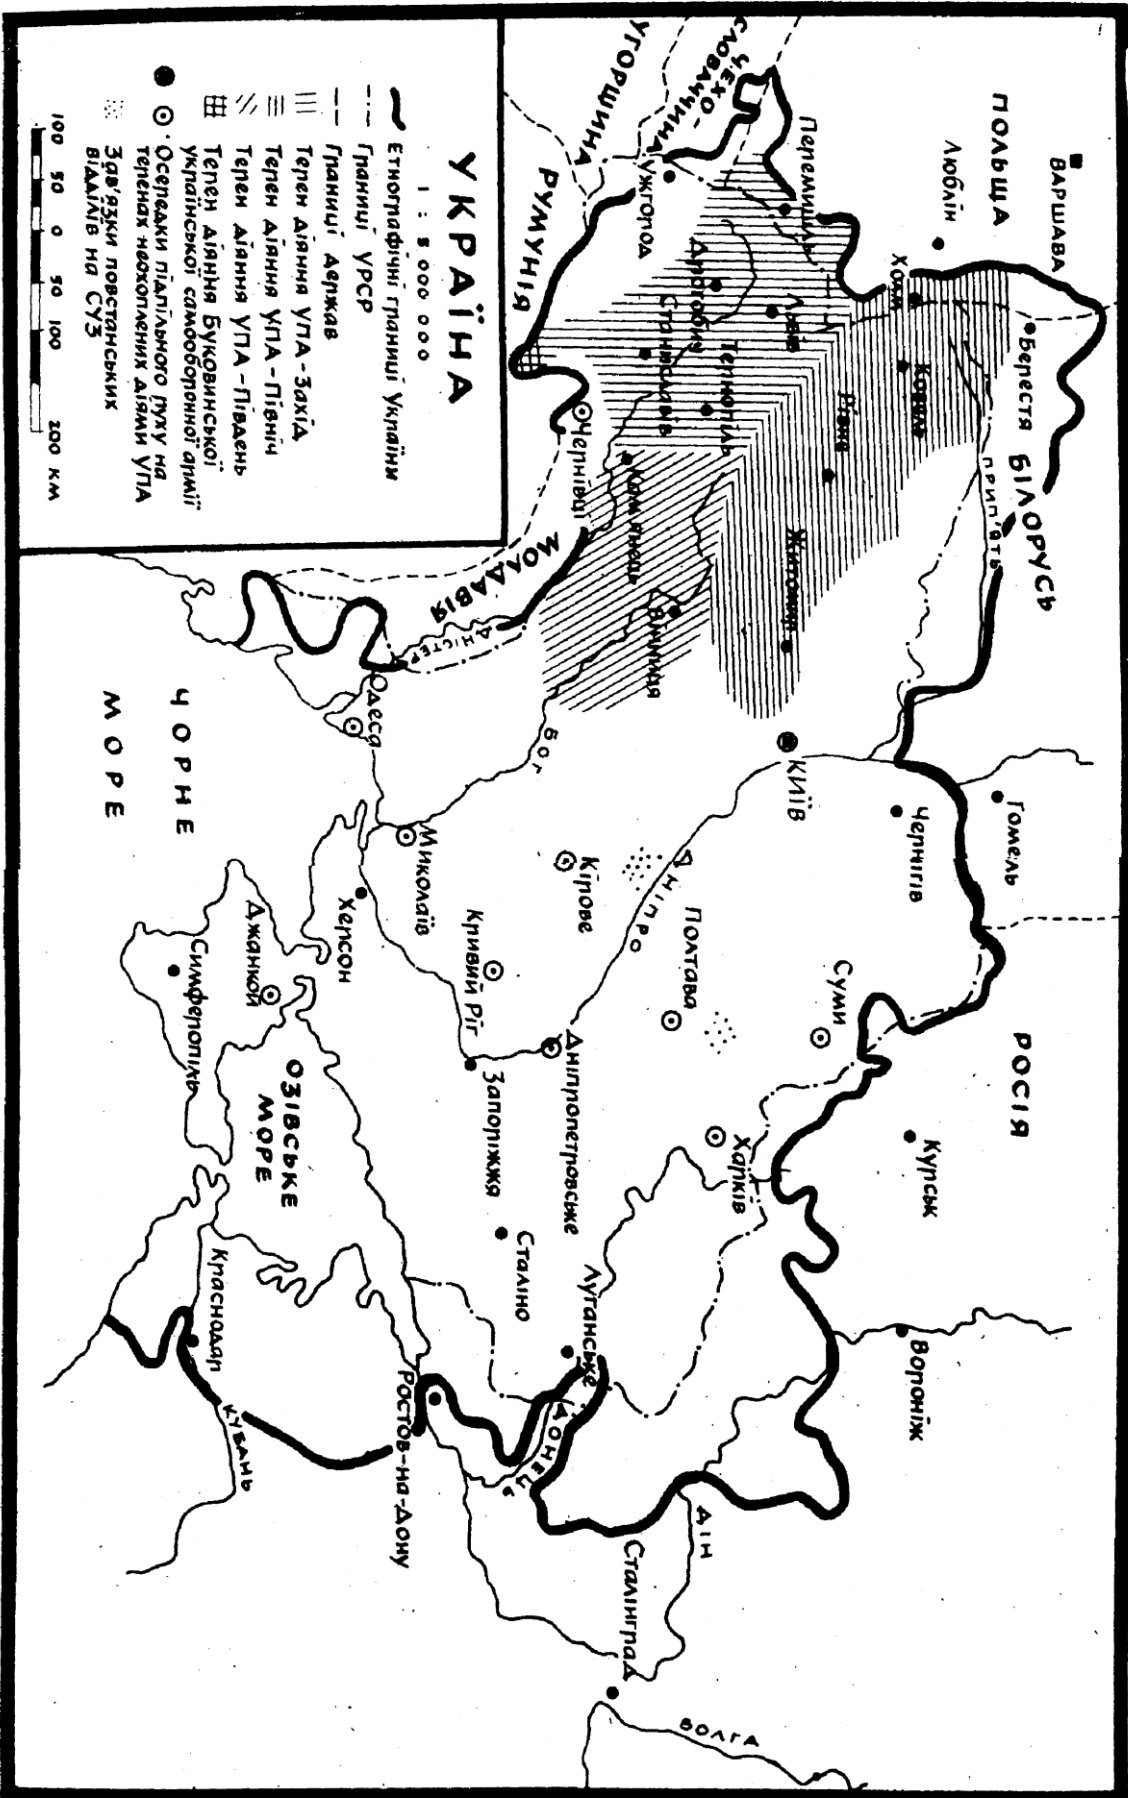 УКРАЇНА
1 : 5 000 000
Етнографічні границі України
Границі УРСР
Границі держав
Терен діяння УПА-Захід
Терен діяння УПА-Північ
Терен діяння УПА-Південь
Терен діяння Буковинської
української самооборонної армії
Осередки підпільного руху на
теренах неохоплених діями УПА
Зав'язки повстанських
відділів на СУЗ
100 50 0 50 100 200 КМ
ВАРШАВА
ПОЛЬЩА
Люблін
Берестя
БІЛОРУСЬ
ПРИП'ЯТЬ
Гомель
РОСІЯ
Холм
Ковель
Чернігів
Курськ
Вороніж
Перемишль
ЧЕХО-
СЛОВАЧЧИНА
УГОРЩИНА
Ужгород
РУМУНІЯ
Львів
Рівне
Житомир
КИЇВ
Суми
Дрогобич
Тернопіль
Станиславів
Полтава
Харків
ДНІПРО
Кам'янець
Вінниця
Чернівці
МОЛДАВІЯ
ДНІСТЕР
БОГ
Кірове
Дніпропетровське
Луганське
ДОНЕЦЬ
ДІН
Сталінград
ВОЛГА
Кривий Ріг
Запоріжжя
Сталіно
Одеса
Миколаїв
Херсон
Ростов-на-Дону
ЧОРНЕ
МОРЕ
Джанкой
Симферопіль
ОЗІВСЬКЕ
МОРЕ
Краснодар
КУБАНЬ